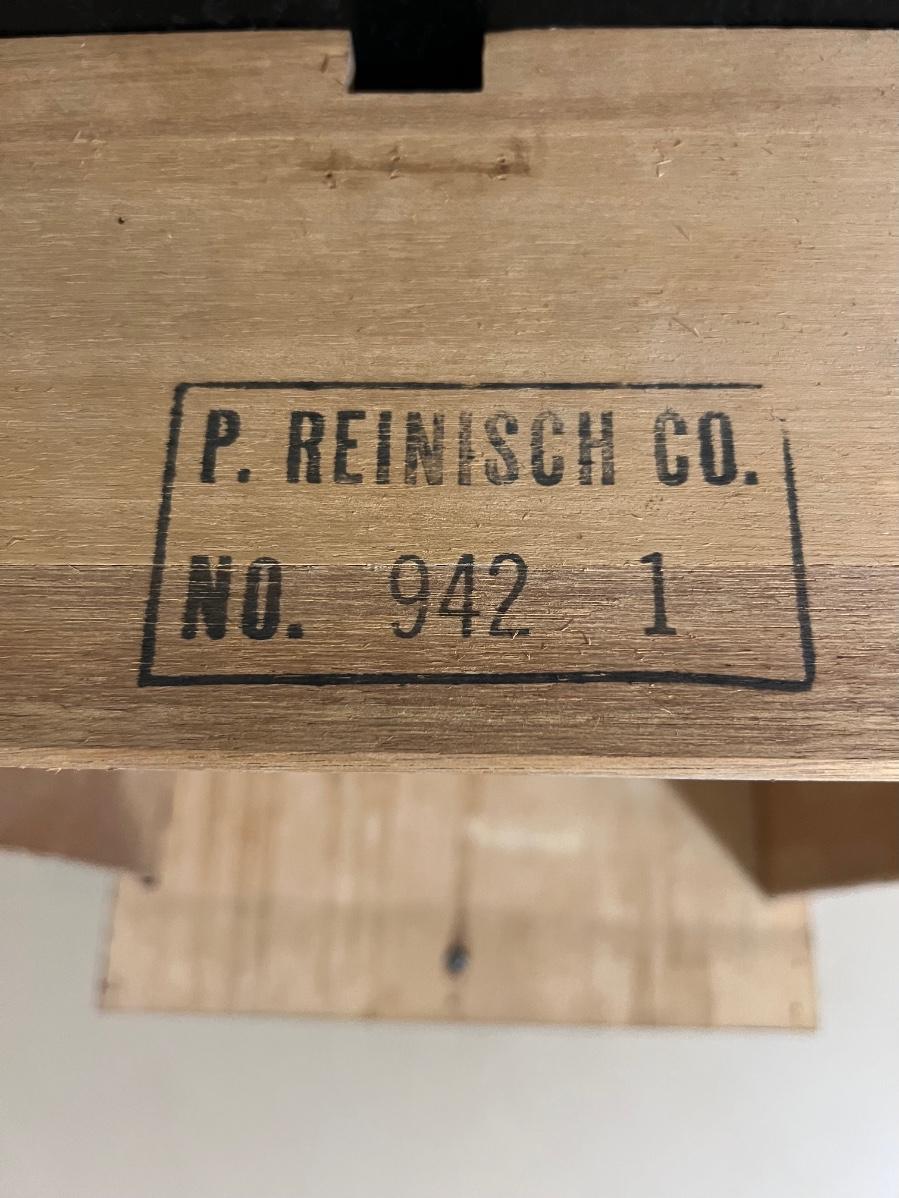 P. REINISCH CO.
NO. 942 1